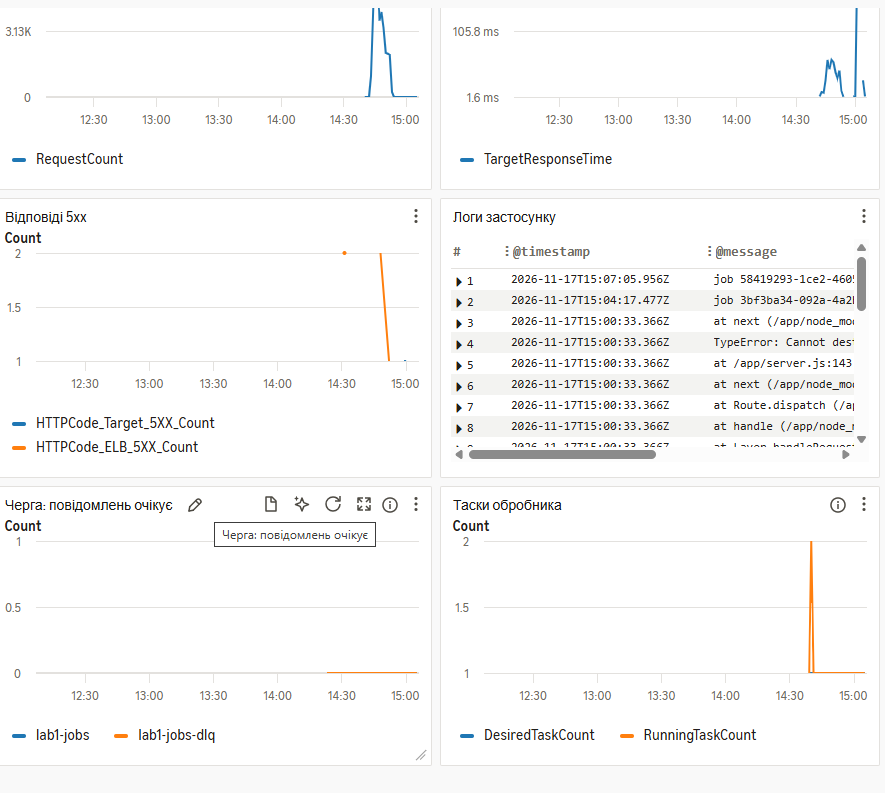 3.13K
0
12:30 13:00 13:30 14:00 14:30 15:00
RequestCount
105.8 ms
1.6 ms
12:30 13:00 13:30 14:00 14:30 15:00
TargetResponseTime
Відповіді 5xx
Count
2
1.5
1
12:30 13:00 13:30 14:00 14:30 15:00
HTTPCode_Target_5XX_Count
HTTPCode_ELB_5XX_Count
Логи застосунку
# @timestamp @message
1 2026-11-17T15:07:05.956Z job 58419293-1ce2-460
2 2026-11-17T15:04:17.477Z job 3bf3ba34-092a-4a2
3 2026-11-17T15:00:33.366Z at next (/app/node_mo
4 2026-11-17T15:00:33.366Z TypeError: Cannot des
5 2026-11-17T15:00:33.366Z at /app/server.js:143
6 2026-11-17T15:00:33.366Z at next (/app/node_mo
7 2026-11-17T15:00:33.366Z at Route.dispatch (/a
8 2026-11-17T15:00:33.366Z at handle (/app/node_
2026-11-17T15:00:33.366Z
Черга: повідомлень очікує
Count
Черга: повідомлень очікує
1
0.5
0
12:30 13:00 13:30 14:00 14:30 15:00
lab1-jobs lab1-jobs-dlq
Таски обробника
Count
2
1.5
1
12:30 13:00 13:30 14:00 14:30 15:00
DesiredTaskCount RunningTaskCount